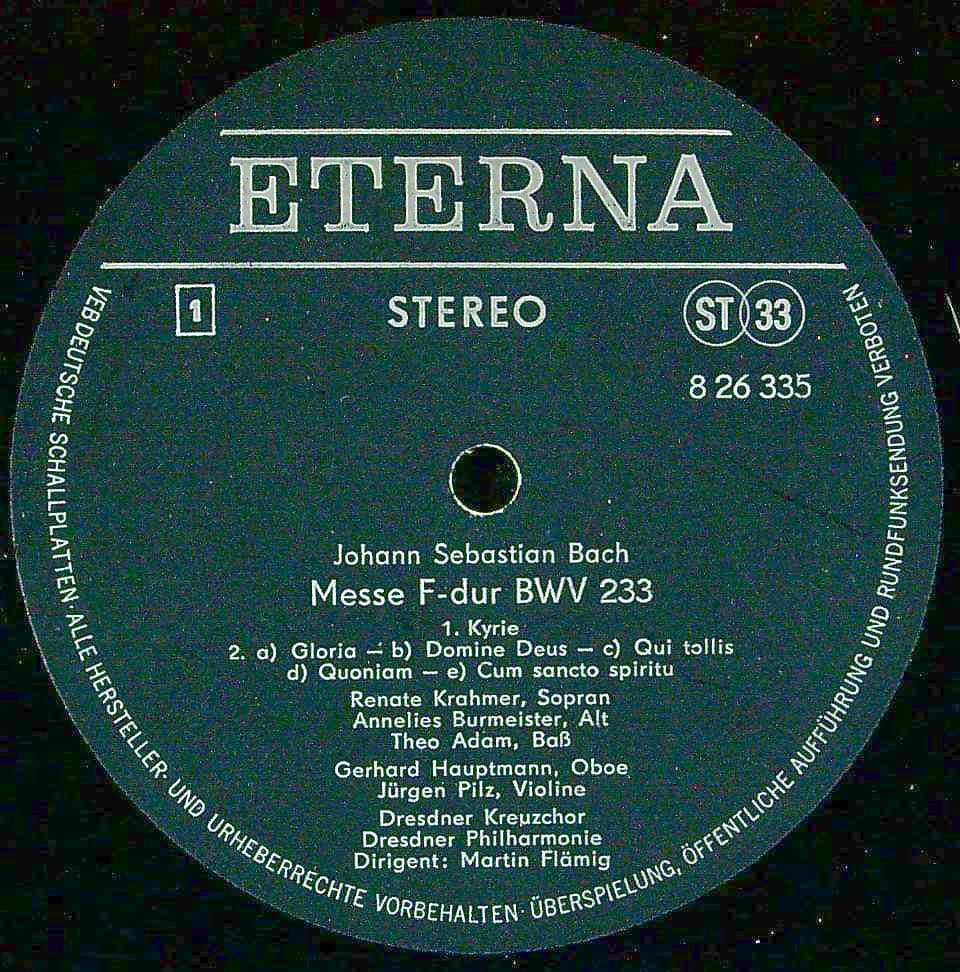 ETERNA
1 STEREO ST 33
8 26 335
Johann Sebastian Bach
Messe F-dur BWV 233
1. Kyrie
2. a) Gloria – b) Domine Deus – c) Qui tollis
d) Quoniam – e) Cum sancto spiritu
Renate Krahmer, Sopran
Annelies Burmeister, Alt
Theo Adam, Baß
Gerhard Hauptmann, Oboe
Jürgen Pilz, Violine
Dresdner Kreuzchor
Dresdner Philharmonie
Dirigent: Martin Flämig
VEB DEUTSCHE SCHALLPLATTEN · ALLE HERSTELLER- UND URHEBERRECHTE VORBEHALTEN · ÜBERSPIELUNG, ÖFFENTLICHE AUFFÜHRUNG UND RUNDFUNKSENDUNG VERBOTEN